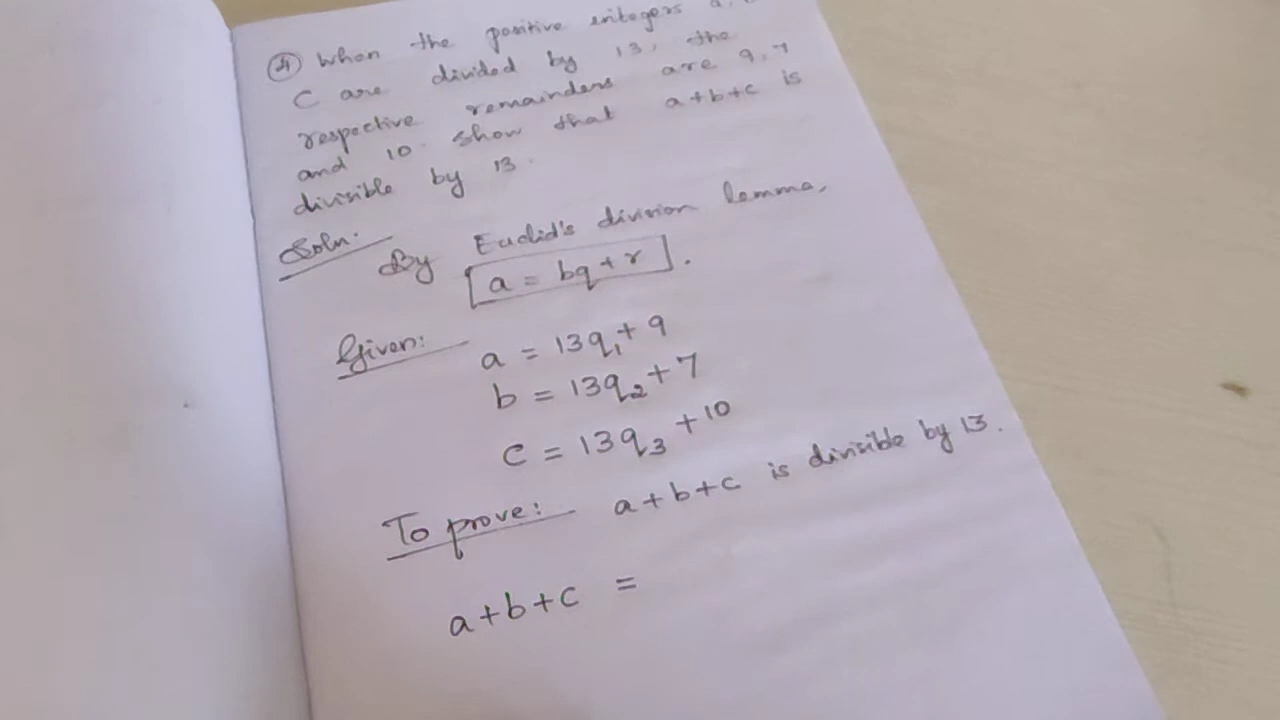 4 When the positive integers a,
C are divided by 13, the
respective remainders are 9, 7
and 10. show that a+b+c is
divisible by 13.
Soln:
By Euclid's division lemma,
a = bq + r.
Given: a = 13q₁ + 9
b = 13q₂ + 7
C = 13q₃ + 10
To prove: a+b+c is divisible by 13.
a+b+c =